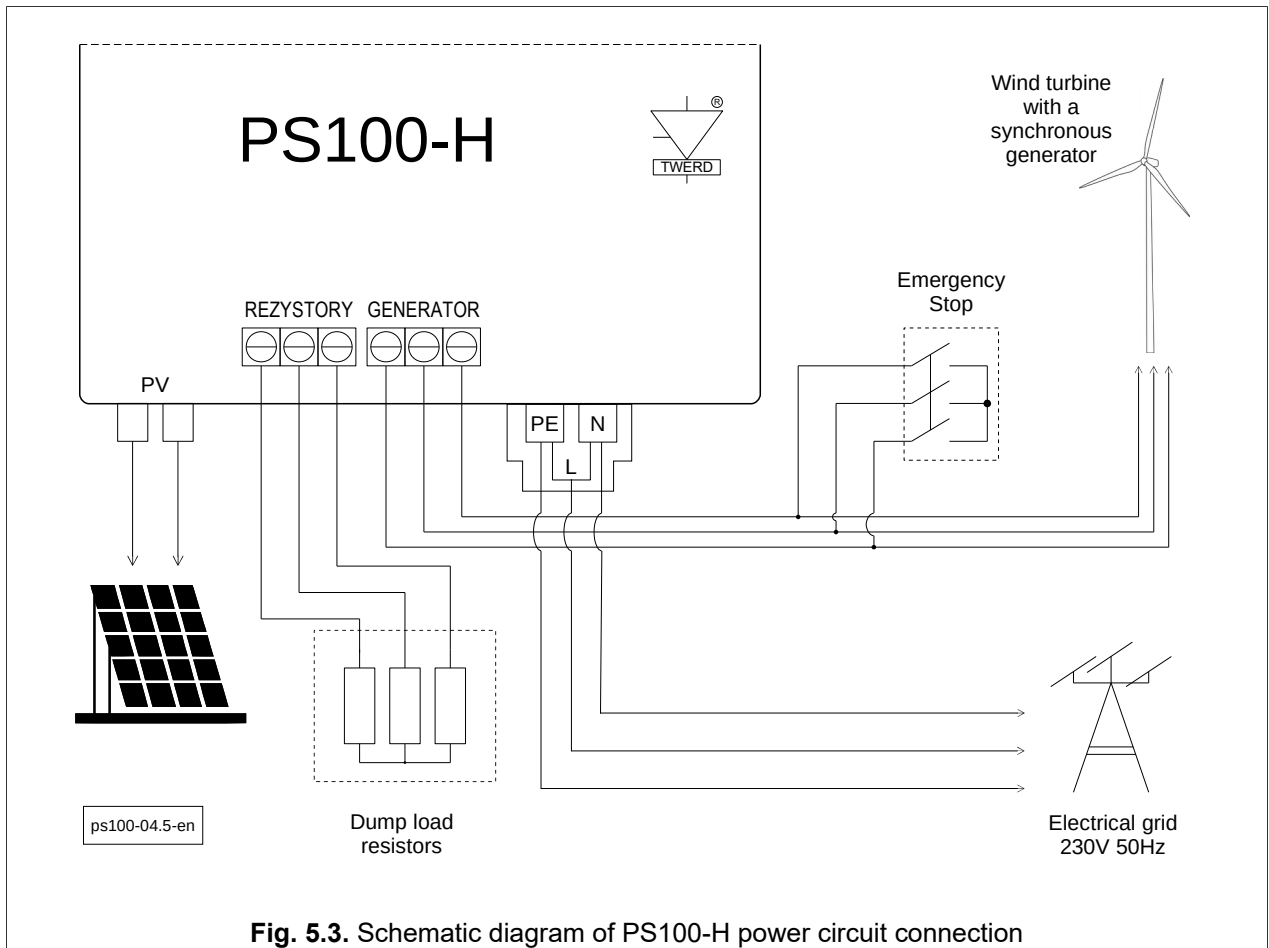 PS100-H
®
TWERD
Wind turbine
with a
synchronous
generator
Emergency
Stop
REZYSTORY GENERATOR
PV
PE N
L
ps100-04.5-en
Dump load
resistors
Electrical grid
230V 50Hz
Fig. 5.3. Schematic diagram of PS100-H power circuit connection